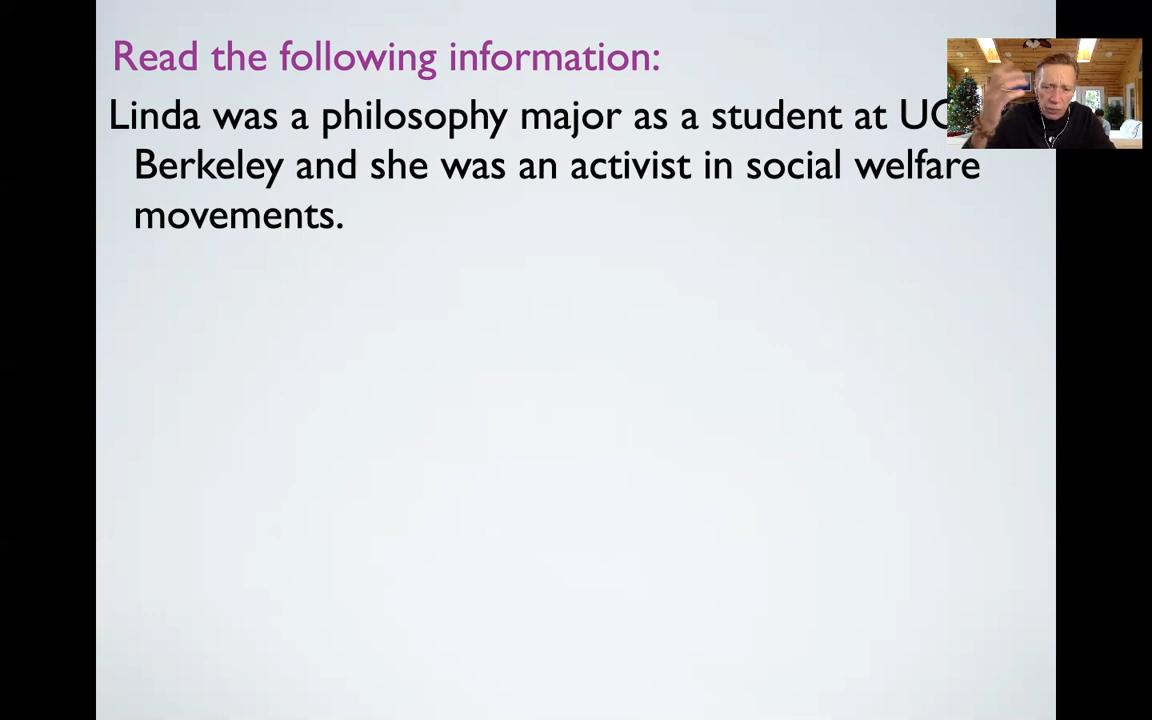 Read the following information:
Linda was a philosophy major as a student at
Berkeley and she was an activist in social welfare
movements.